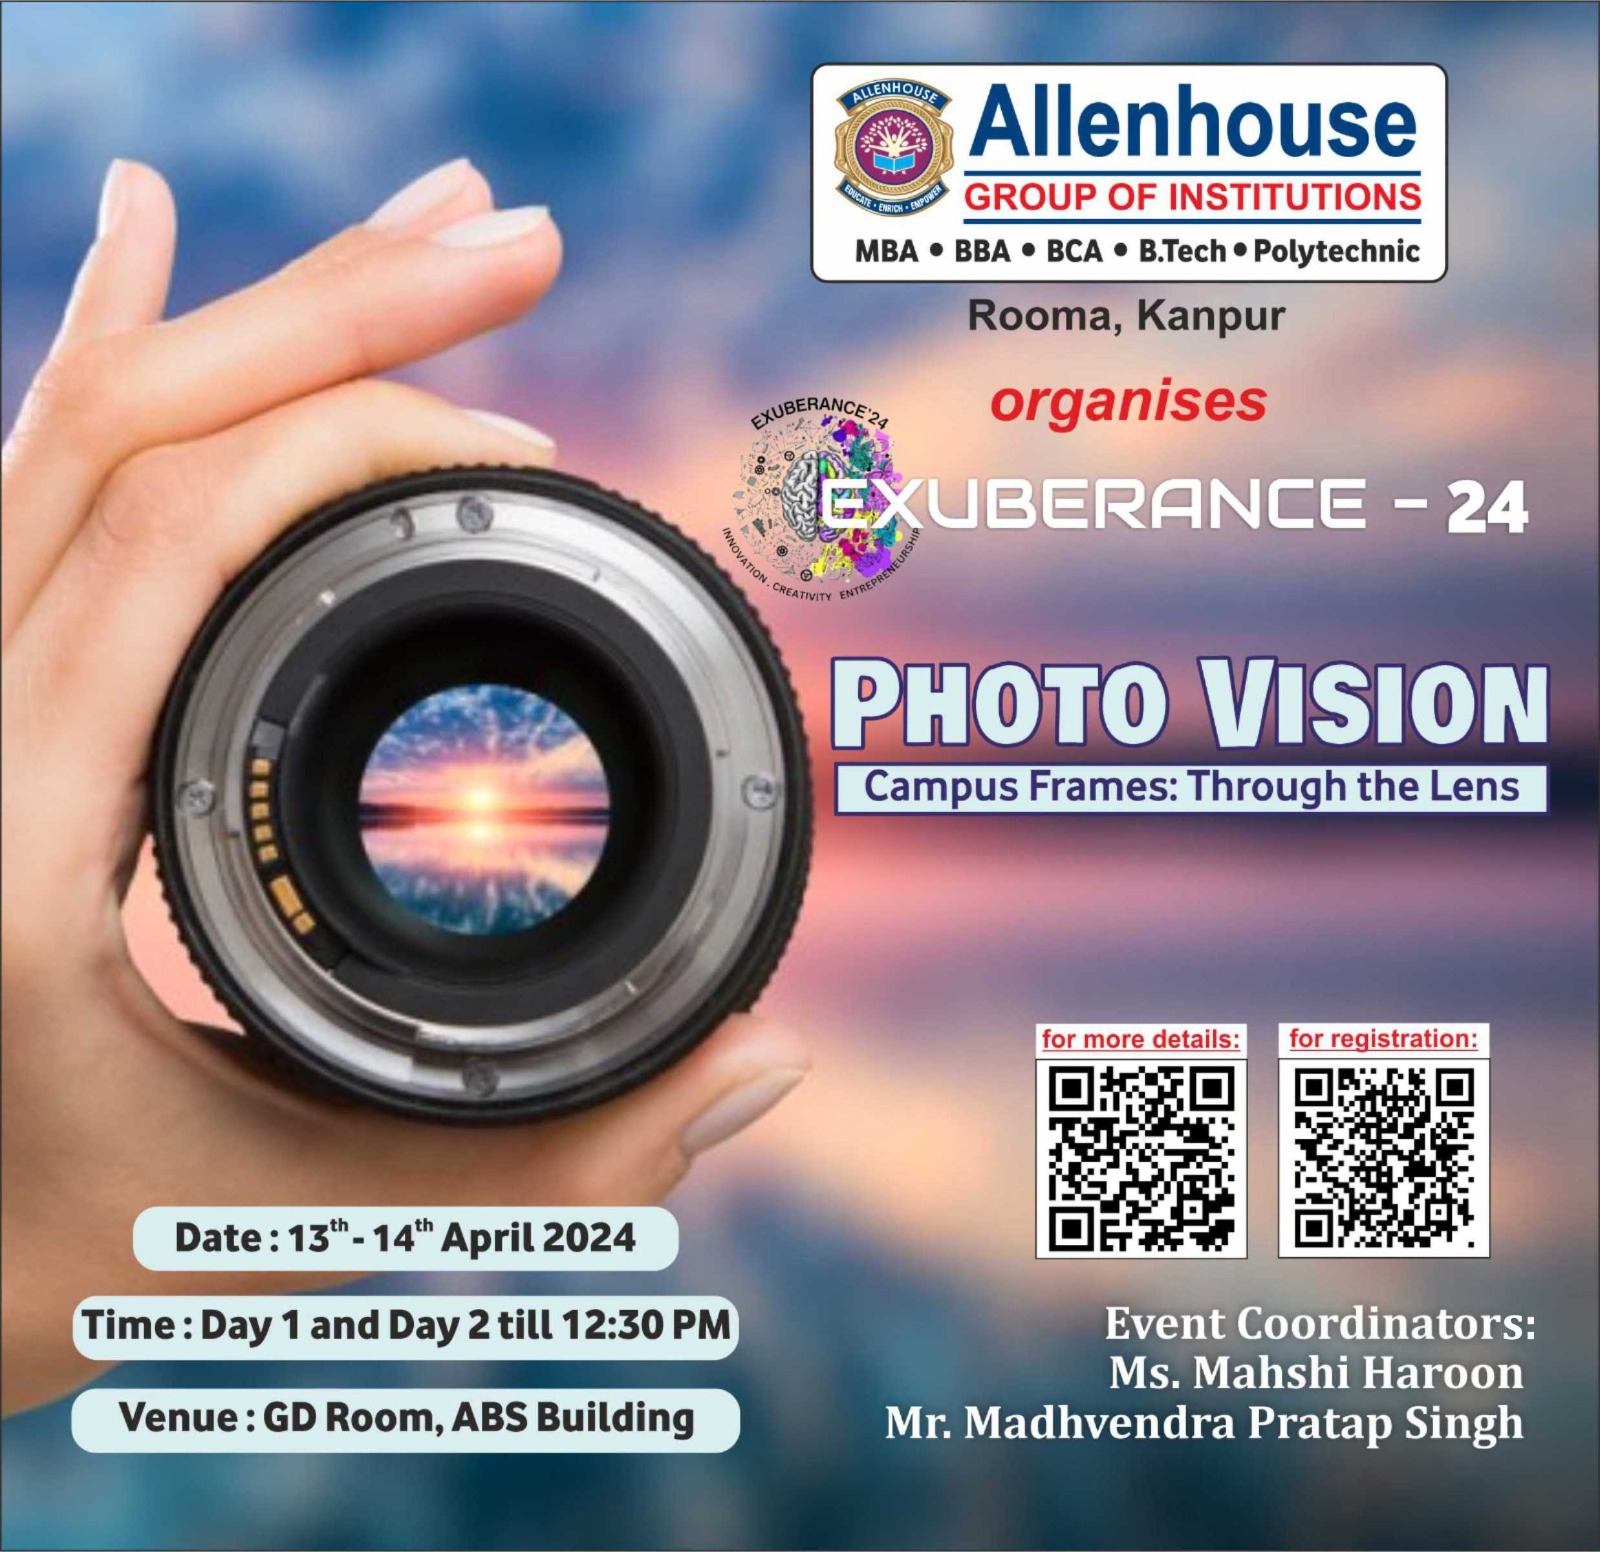 ALLENHOUSE
EDUCATE • ENRICH • EMPOWER
Allenhouse
GROUP OF INSTITUTIONS
MBA • BBA • BCA • B.Tech • Polytechnic
Rooma, Kanpur
organises
EXUBERANCE'24
INNOVATION . CREATIVITY ENTREPRENEURSHIP
EXUBERANCE - 24
PHOTO VISION
Campus Frames: Through the Lens
for more details:
for registration:
Date : 13th - 14th April 2024
Time : Day 1 and Day 2 till 12:30 PM
Venue : GD Room, ABS Building
Event Coordinators:
Ms. Mahshi Haroon
Mr. Madhvendra Pratap Singh